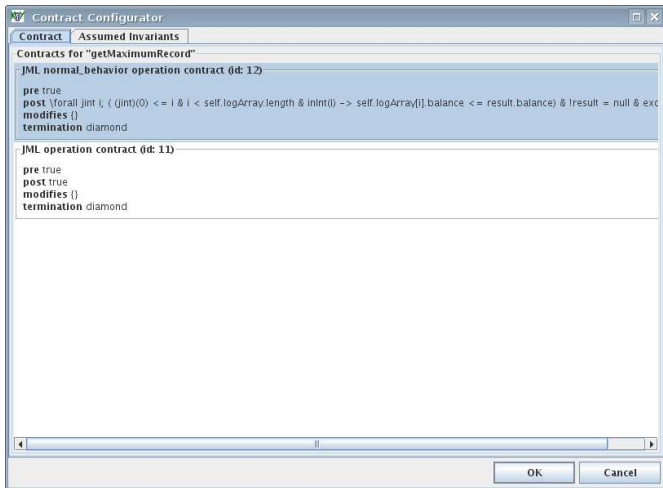 Contract Configurator
Contract Assumed Invariants
Contracts for "getMaximumRecord"
JML normal_behavior operation contract (id: 12)
pre true
post \forall jint i; ( (jint)(0) <= i & i < self.logArray.length & inInt(i) -> self.logArray[i].balance <= result.balance) & !result = null & exc
modifies {}
termination diamond
JML operation contract (id: 11)
pre true
post true
modifies {}
termination diamond
OK Cancel